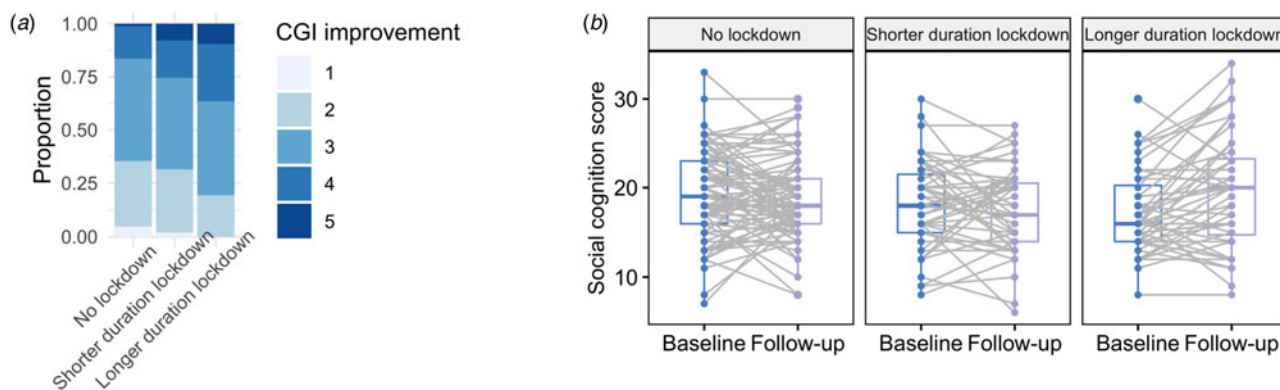 (a)
1.00
0.75
0.50
0.25
0.00
Proportion
No lockdown
Shorter duration lockdown
Longer duration lockdown
CGI improvement
1
2
3
4
5
(b)
No lockdown
Shorter duration lockdown
Longer duration lockdown
30
20
10
Social cognition score
Baseline Follow-up
Baseline Follow-up
Baseline Follow-up